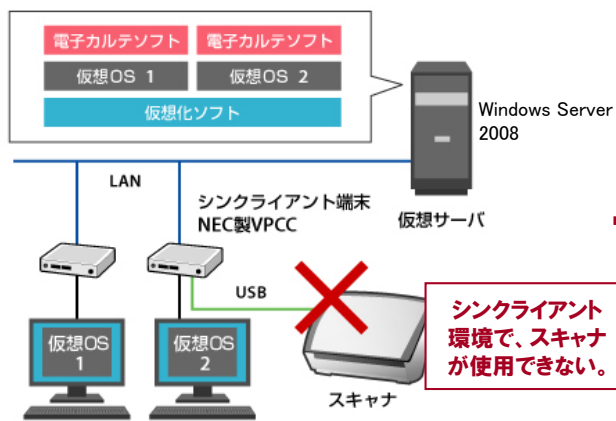 電子カルテソフト 電子カルテソフト
仮想OS 1 仮想OS 2
仮想化ソフト
Windows Server
2008
LAN
シンクライアント端末
NEC製VPCC
仮想サーバ
USB
シンクライアント
環境で、スキャナ
が使用できない。
仮想OS
1
仮想OS
2
スキャナ